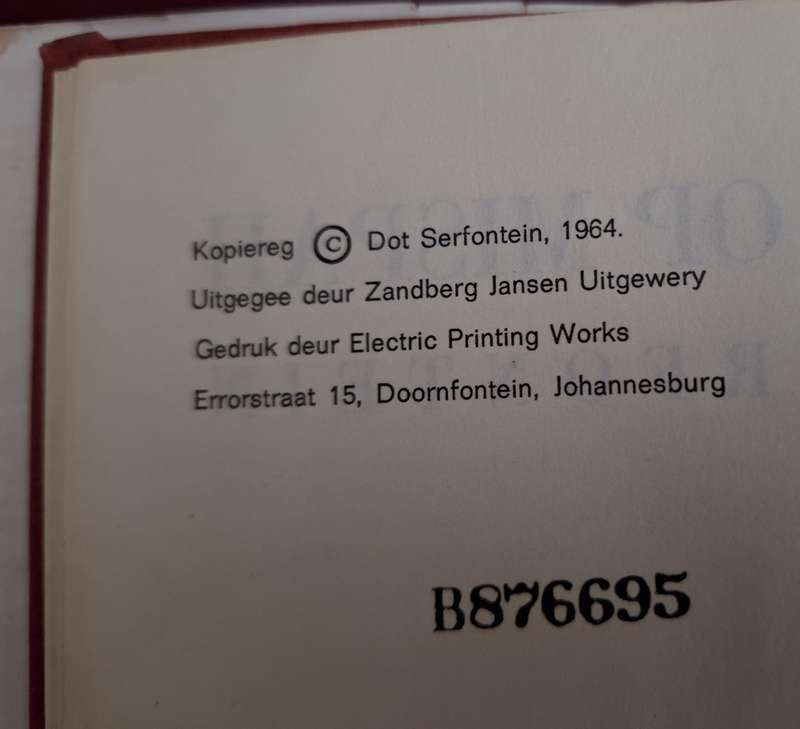 Kopiereg © Dot Serfontein, 1964.
Uitgegee deur Zandberg Jansen Uitgewery
Gedruk deur Electric Printing Works
Errorstraat 15, Doornfontein, Johannesburg
B876695